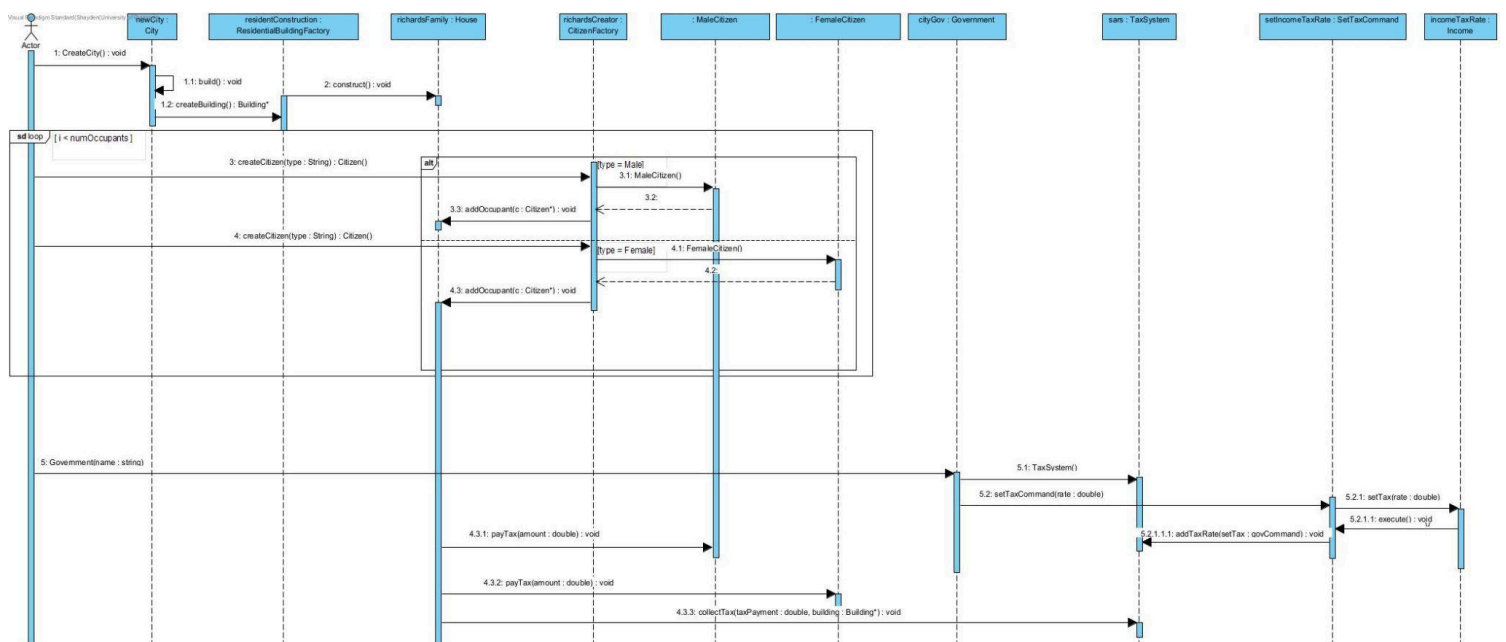 Visual Paradigm Standard(Shayden(University
newCity :
City
residentConstruction :
ResidentialBuildingFactory
richardsFamily : House
richardsCreator :
CitizenFactory
: MaleCitizen
: FemaleCitizen
cityGov : Government
sars : TaxSystem
setIncomeTaxRate : SetTaxCommand
incomeTaxRate :
Income
Actor
1: CreateCity() : void
1.1: build() : void
2: construct() : void
1.2: createBuilding() : Building*
sd loop
[ i < numOccupants ]
3: createCitizen(type : String) : Citizen()
alt
[type = Male]
3.1: MaleCitizen()
3.2:
3.3: addOccupant(c : Citizen*) : void
4: createCitizen(type : String) : Citizen()
[type = Female]
4.1: FemaleCitizen()
4.2:
4.3: addOccupant(c : Citizen*) : void
5: Government(name : string)
5.1: TaxSystem()
5.2: setTaxCommand(rate : double)
5.2.1: setTax(rate : double)
5.2.1.1: execute() : void
5.2.1.1.1: addTaxRate(setTax : govCommand) : void
4.3.1: payTax(amount : double) : void
4.3.2: payTax(amount : double) : void
4.3.3: collectTax(taxPayment : double, building : Building*) : void